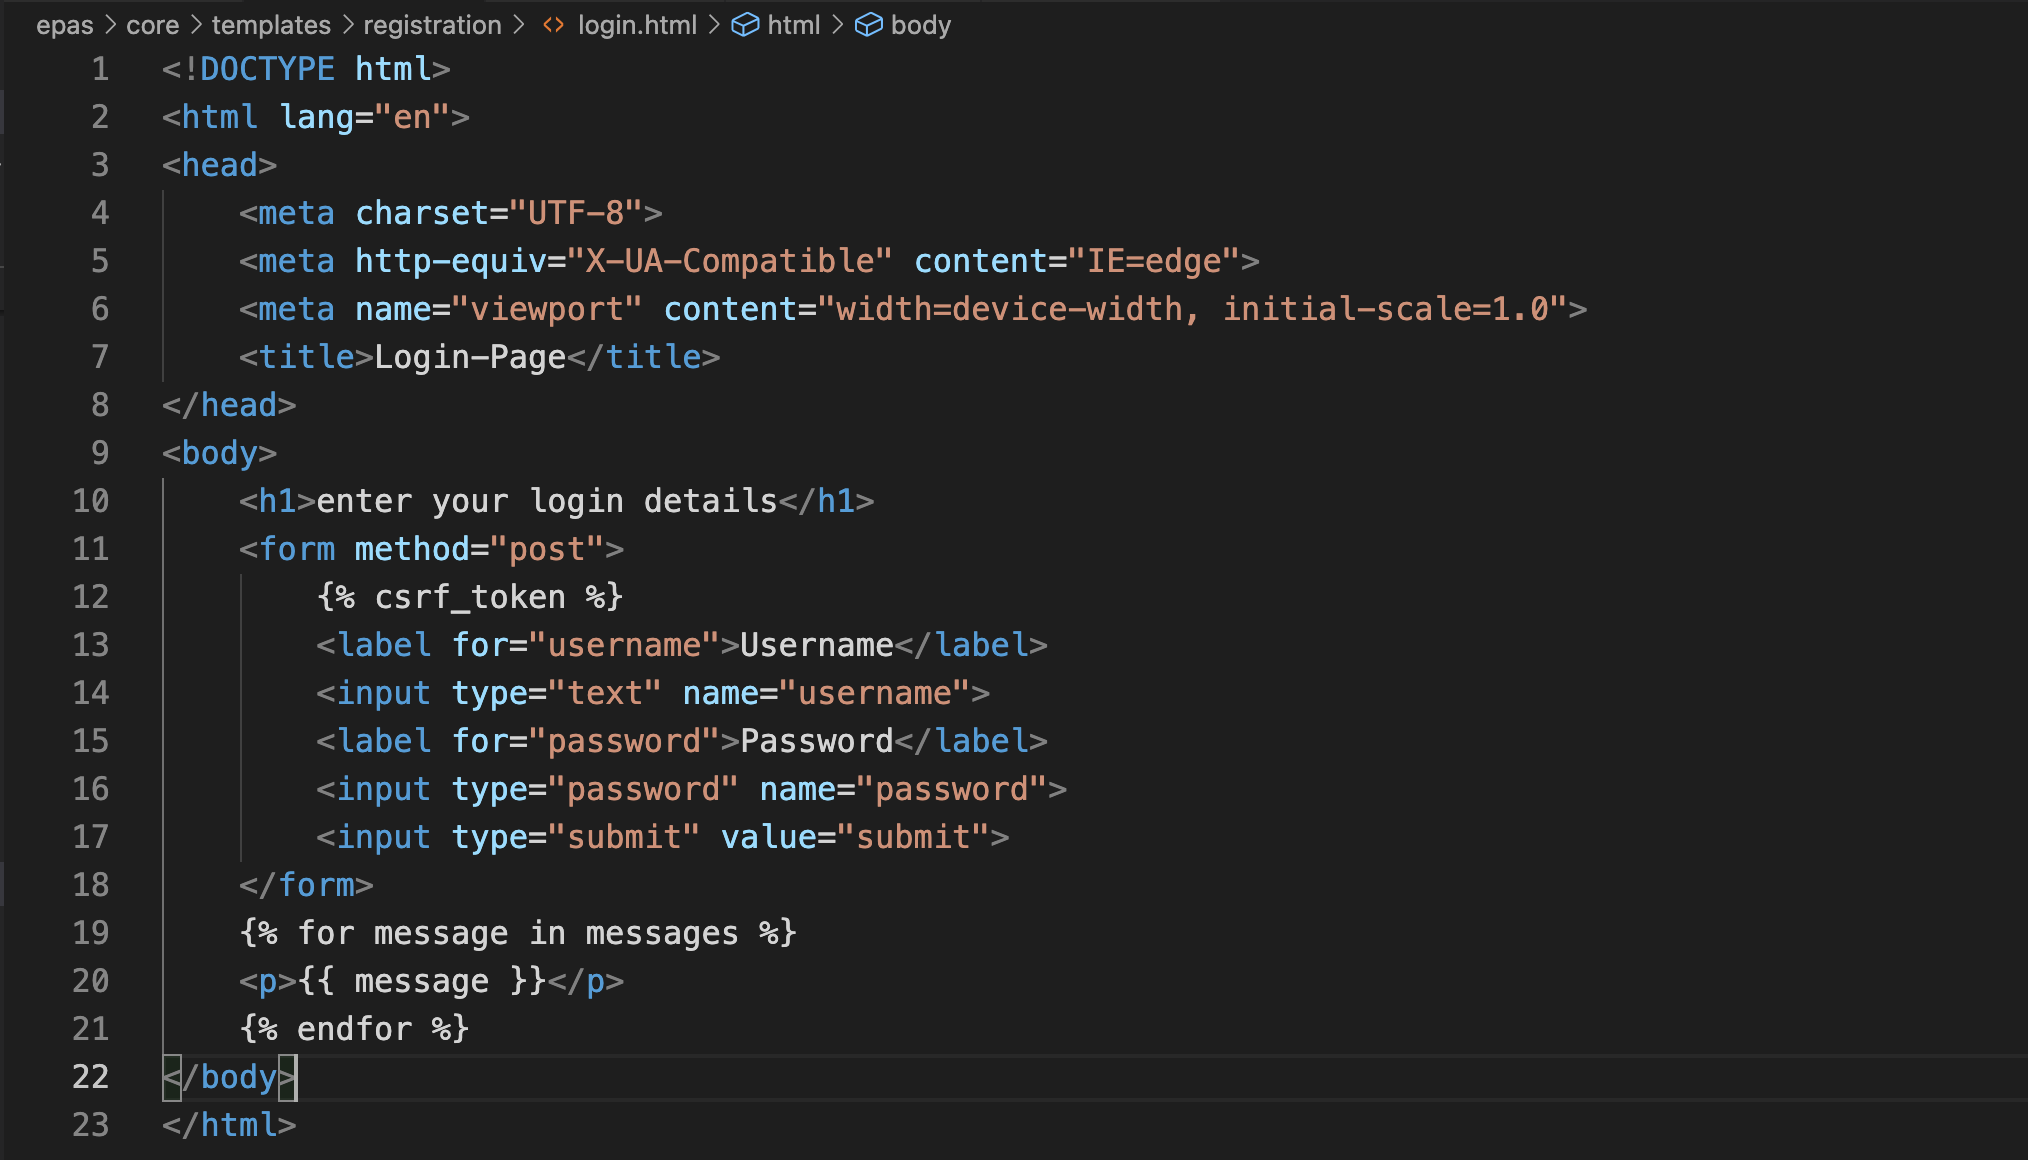 epas > core > templates > registration > <> login.html > html > body
1 <!DOCTYPE html>
2 <html lang="en">
3 <head>
4     <meta charset="UTF-8">
5     <meta http-equiv="X-UA-Compatible" content="IE=edge">
6     <meta name="viewport" content="width=device-width, initial-scale=1.0">
7     <title>Login-Page</title>
8 </head>
9 <body>
10     <h1>enter your login details</h1>
11     <form method="post">
12         {% csrf_token %}
13         <label for="username">Username</label>
14         <input type="text" name="username">
15         <label for="password">Password</label>
16         <input type="password" name="password">
17         <input type="submit" value="submit">
18     </form>
19     {% for message in messages %}
20     <p>{{ message }}</p>
21     {% endfor %}
22 </body>
23 </html>